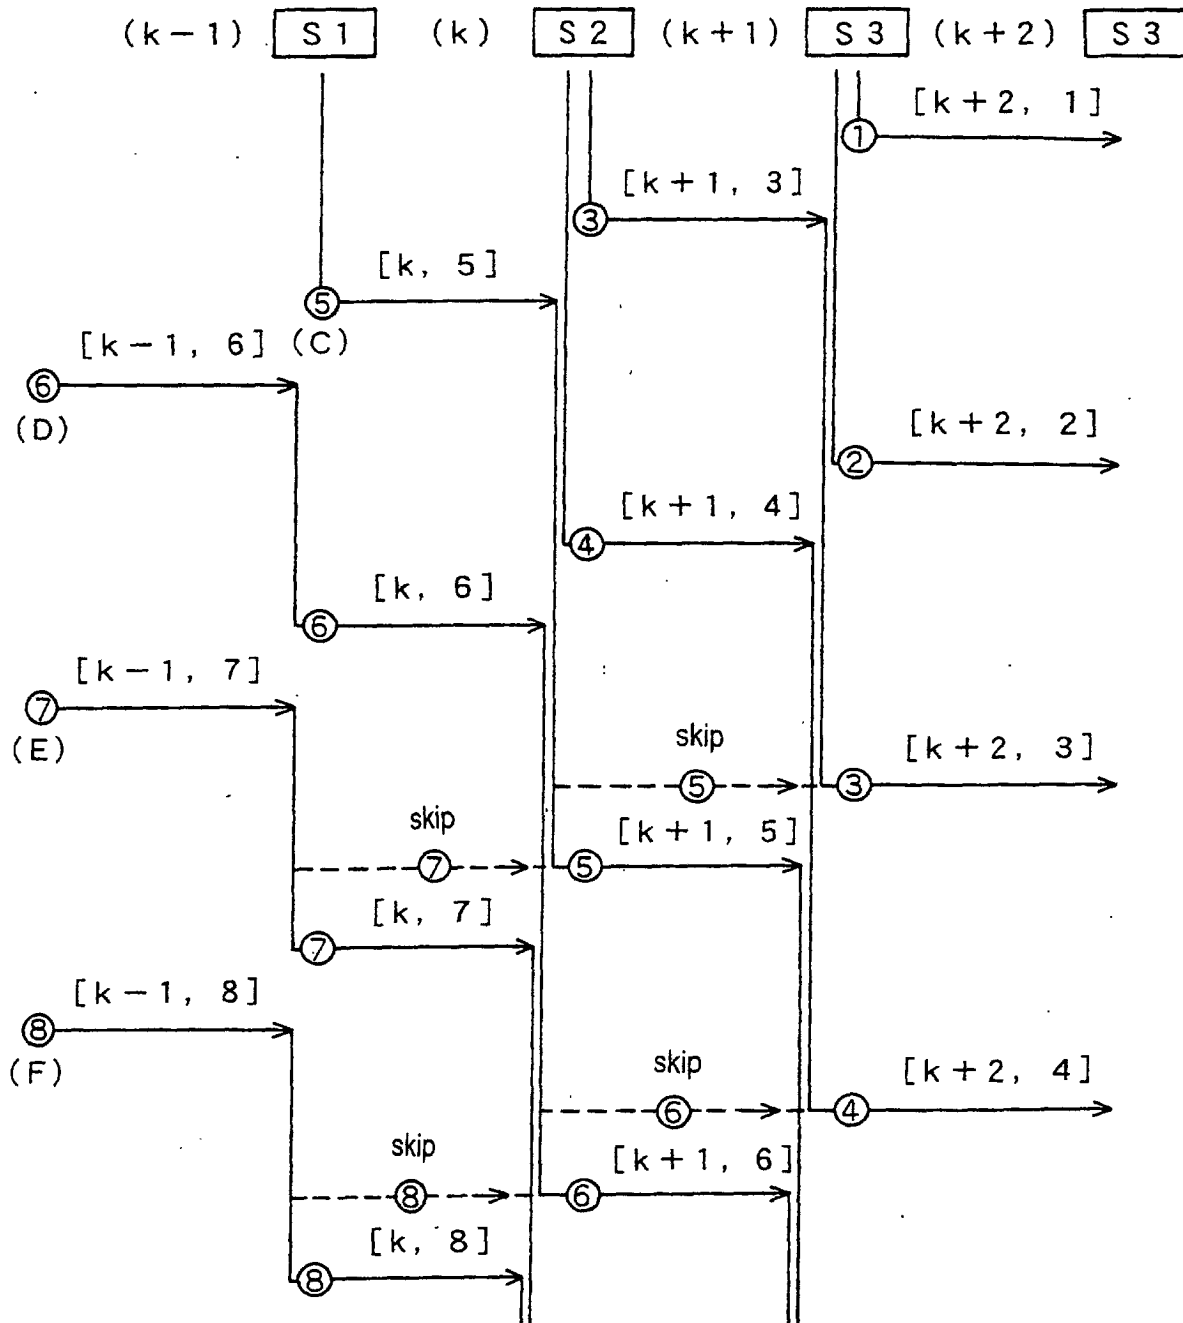 (k−1) S1 (k) S2 (k+1) S3 (k+2) S3
[k+2, 1]
①
[k+1, 3]
③
[k, 5]
⑤
[k−1, 6] (C)
⑥
(D)
[k+2, 2]
②
[k+1, 4]
④
[k, 6]
⑥
[k−1, 7]
⑦
(E)
skip
[k+2, 3]
⑤ ③
skip
[k+1, 5]
⑦ ⑤
[k, 7]
⑦
[k−1, 8]
⑧
(F)
skip
[k+2, 4]
⑥ ④
skip
[k+1, 6]
⑧ ⑥
[k, 8]
⑧